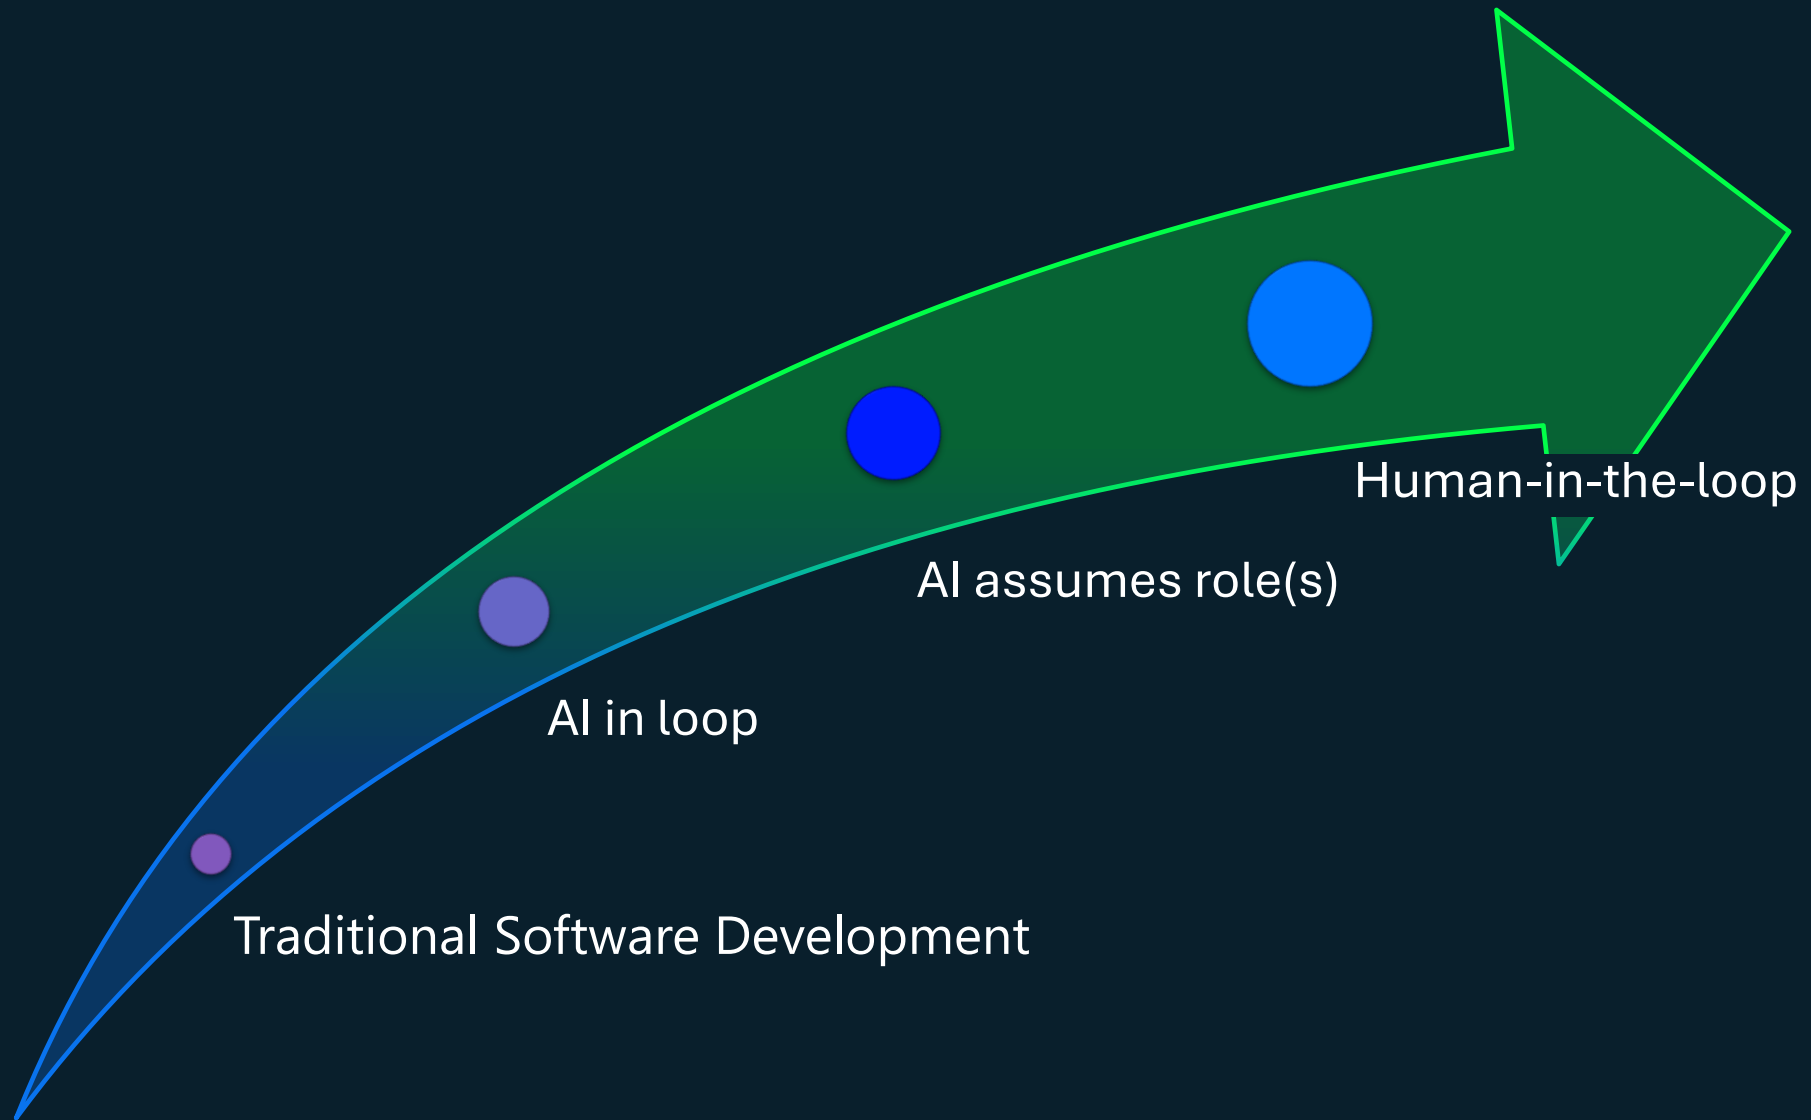 Human-in-the-loop
AI assumes role(s)
AI in loop
Traditional Software Development